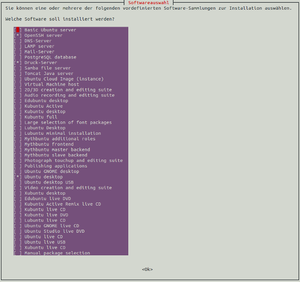 Softwareauswahl
Sie können eine oder mehrere der folgenden vordefinierten Software-Sammlungen zur Installation auswählen.
Welche Software soll installiert werden?
Basic Ubuntu server
OpenSSH server
DNS-Server
LAMP server
Mail-Server
PostgreSQL database
Druck-Server
Samba file server
Tomcat Java server
Ubuntu Cloud Image (instance)
Virtual Machine host
2D/3D creation and editing suite
Audio recording and editing suite
Edubuntu desktop
Kubuntu Active
Kubuntu desktop
Kubuntu full
Large selection of font packages
Lubuntu Desktop
Lubuntu minimal installation
Mythbuntu additional roles
Mythbuntu frontend
Mythbuntu master backend
Mythbuntu slave backend
Photograph touchup and editing suite
Publishing applications
Ubuntu GNOME desktop
Ubuntu desktop
Ubuntu desktop USB
Video creation and editing suite
Xubuntu desktop
Edubuntu live DVD
Kubuntu Active Remix live CD
Kubuntu live CD
Kubuntu live DVD
Lubuntu live CD
Ubuntu GNOME live CD
Ubuntu Studio live DVD
Ubuntu live CD
Ubuntu live USB
Xubuntu live CD
Manual package selection
<Ok>